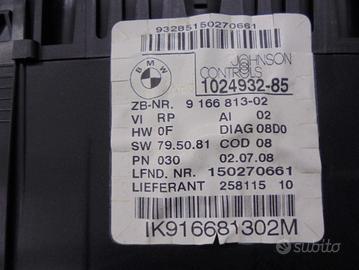 93285150270661
BMW
JOHNSON
CONTROLS
1024932-85
ZB-NR. 9 166 813-02
VI RP AI 02
HW 0F DIAG 08D0
SW 79.50.81 COD 08
PN 030 02.07.08
LFND. NR. 150270661
LIEFERANT 258115 10
IK916681302M
subito